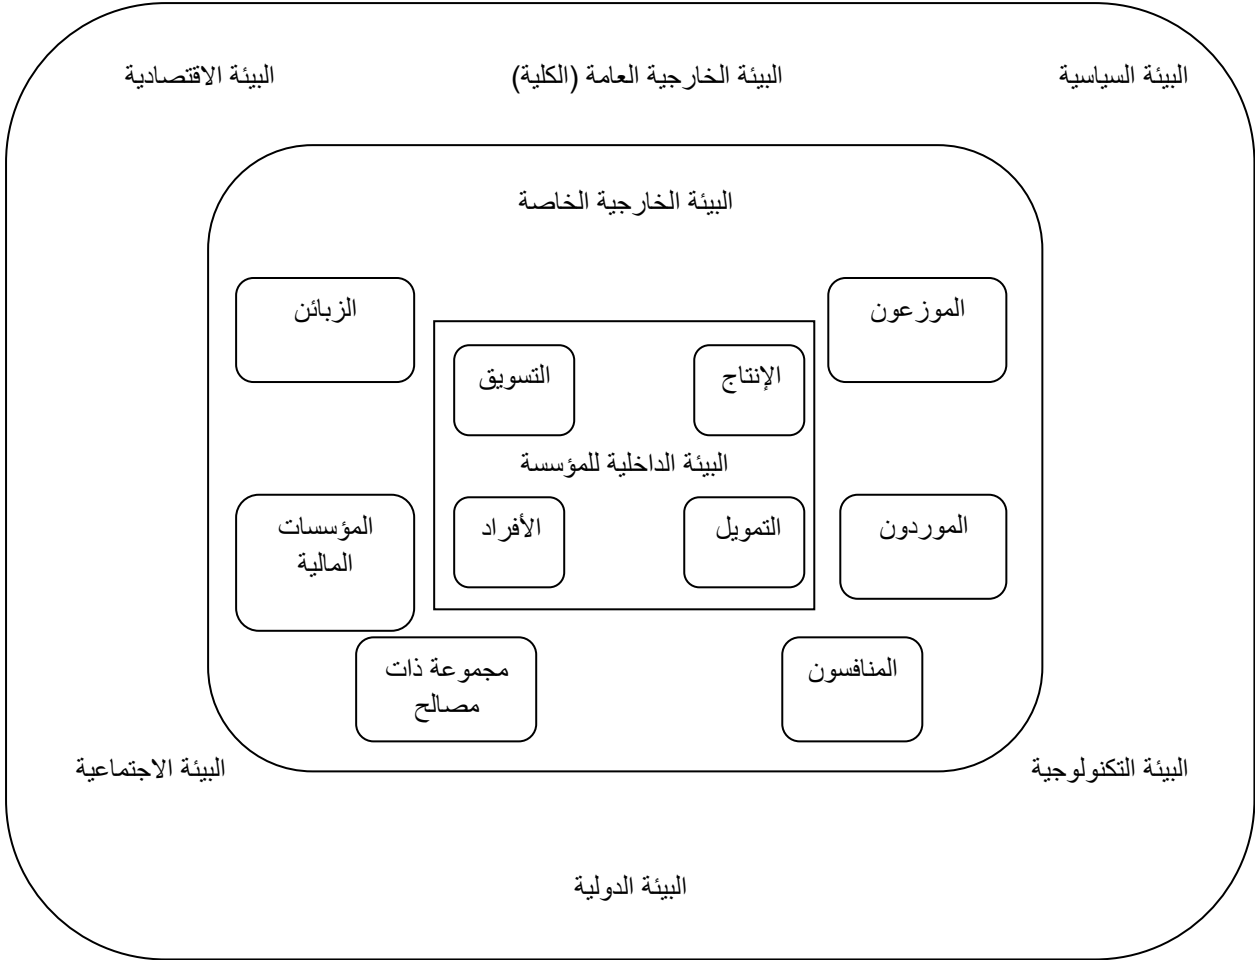 البيئة السياسية
البيئة الخارجية العامة (الكلية)
البيئة الاقتصادية
البيئة الخارجية الخاصة
الموزعون
الزبائن
الإنتاج
التسويق
البيئة الداخلية للمؤسسة
الموردون
التمويل
الأفراد
المؤسسات
المالية
المنافسون
مجموعة ذات
مصالح
البيئة التكنولوجية
البيئة الاجتماعية
البيئة الدولية